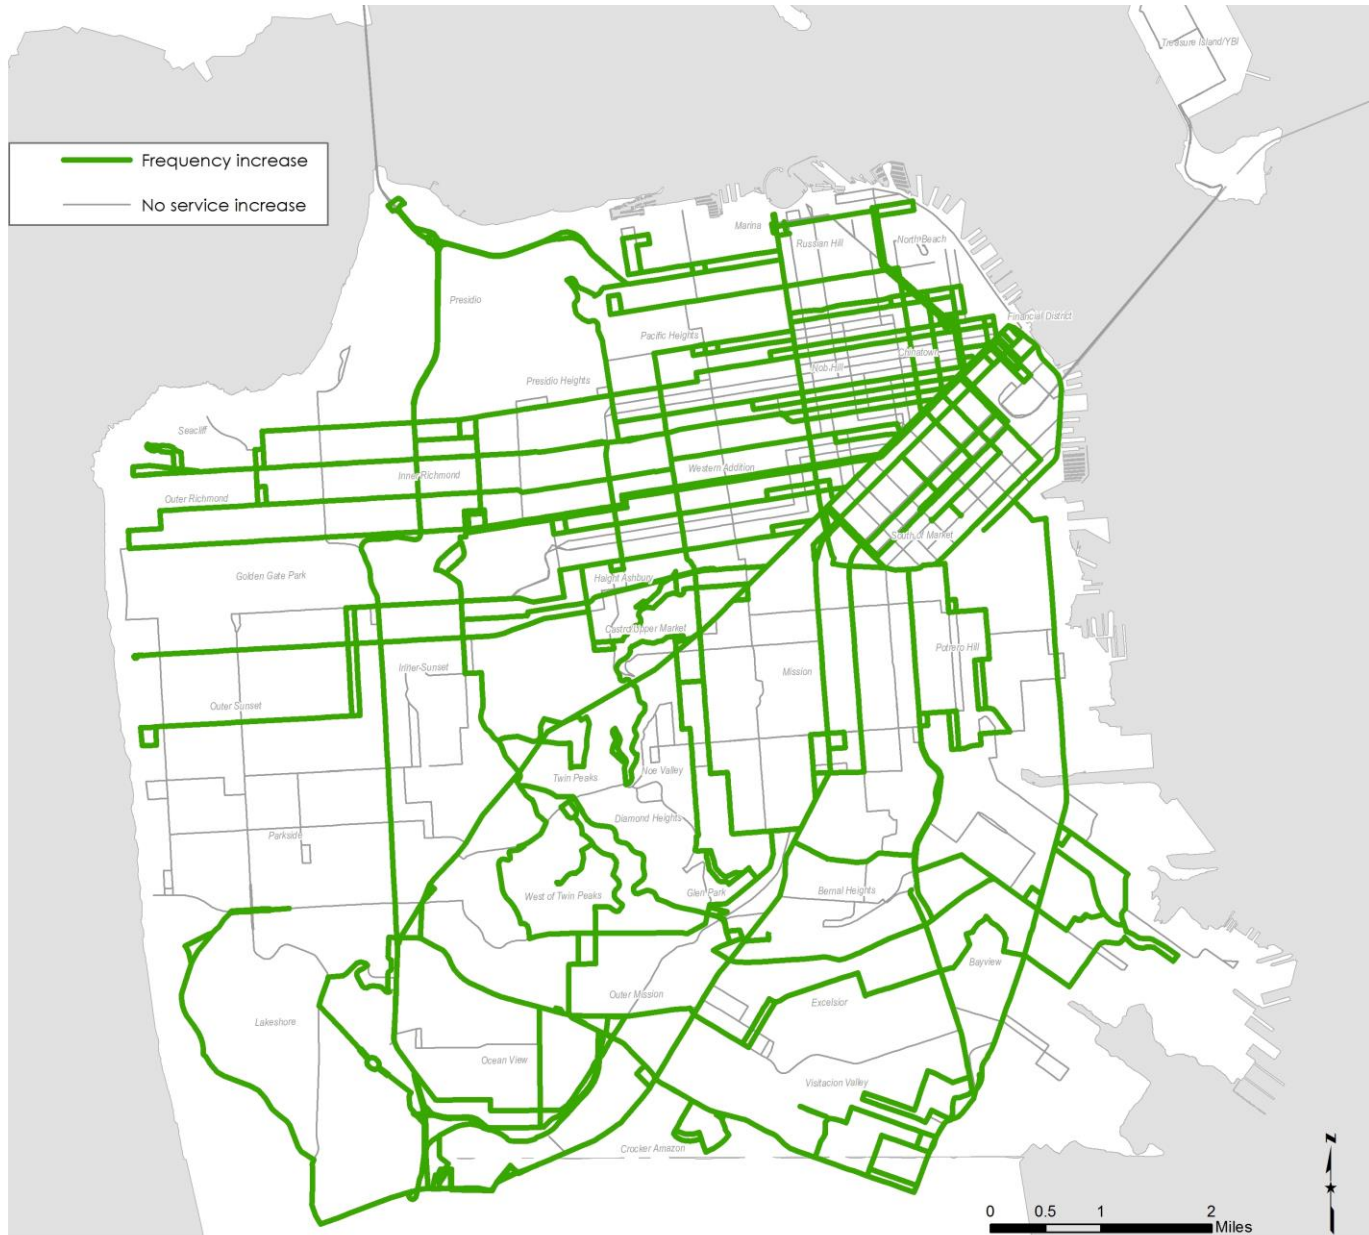 Treasure Island/YBI
Frequency increase
No service increase
Marina
Russian Hill
North Beach
Presidio
Financial District
Pacific Heights
Chinatown
Nob Hill
Presidio Heights
Seacliff
Inner Richmond
Western Addition
Outer Richmond
South of Market
Golden Gate Park
Haight Ashbury
Castro/Upper Market
Potrero Hill
Inner Sunset
Mission
Outer Sunset
Noe Valley
Twin Peaks
Diamond Heights
Parkside
Glen Park
Bernal Heights
West of Twin Peaks
Bayview
Outer Mission
Excelsior
Lakeshore
Ocean View
Visitacion Valley
Crocker Amazon
N
0 0.5 1 2
Miles